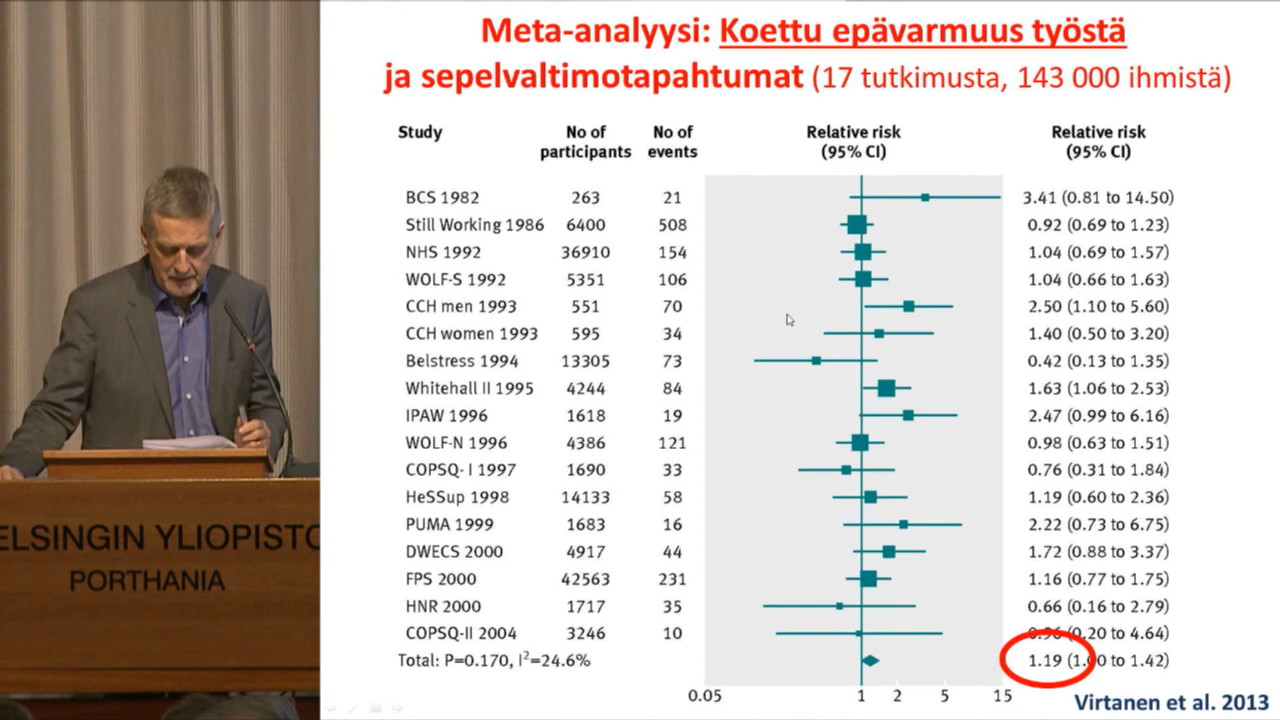 Meta-analyysi: Koettu epävarmuus työstä
ja sepelvaltimotapahtumat (17 tutkimusta, 143 000 ihmistä)
Study No of participants No of events Relative risk (95% CI) Relative risk (95% CI)
BCS 1982 263 21 3.41 (0.81 to 14.50)
Still Working 1986 6400 508 0.92 (0.69 to 1.23)
NHS 1992 36910 154 1.04 (0.69 to 1.57)
WOLF-S 1992 5351 106 1.04 (0.66 to 1.63)
CCH men 1993 551 70 2.50 (1.10 to 5.60)
CCH women 1993 595 34 1.40 (0.50 to 3.20)
Belstress 1994 13305 73 0.42 (0.13 to 1.35)
Whitehall II 1995 4244 84 1.63 (1.06 to 2.53)
IPAW 1996 1618 19 2.47 (0.99 to 6.16)
WOLF-N 1996 4386 121 0.98 (0.63 to 1.51)
COPSQ- I 1997 1690 33 0.76 (0.31 to 1.84)
HeSSup 1998 14133 58 1.19 (0.60 to 2.36)
PUMA 1999 1683 16 2.22 (0.73 to 6.75)
DWECS 2000 4917 44 1.72 (0.88 to 3.37)
FPS 2000 42563 231 1.16 (0.77 to 1.75)
HNR 2000 1717 35 0.66 (0.16 to 2.79)
COPSQ-II 2004 3246 10 0.96 (0.20 to 4.64)
Total: P=0.170, I²=24.6% 1.19 (1.00 to 1.42)
0.05 1 2 5 15
Virtanen et al. 2013
ELSINGIN YLIOPISTO
PORTHANIA